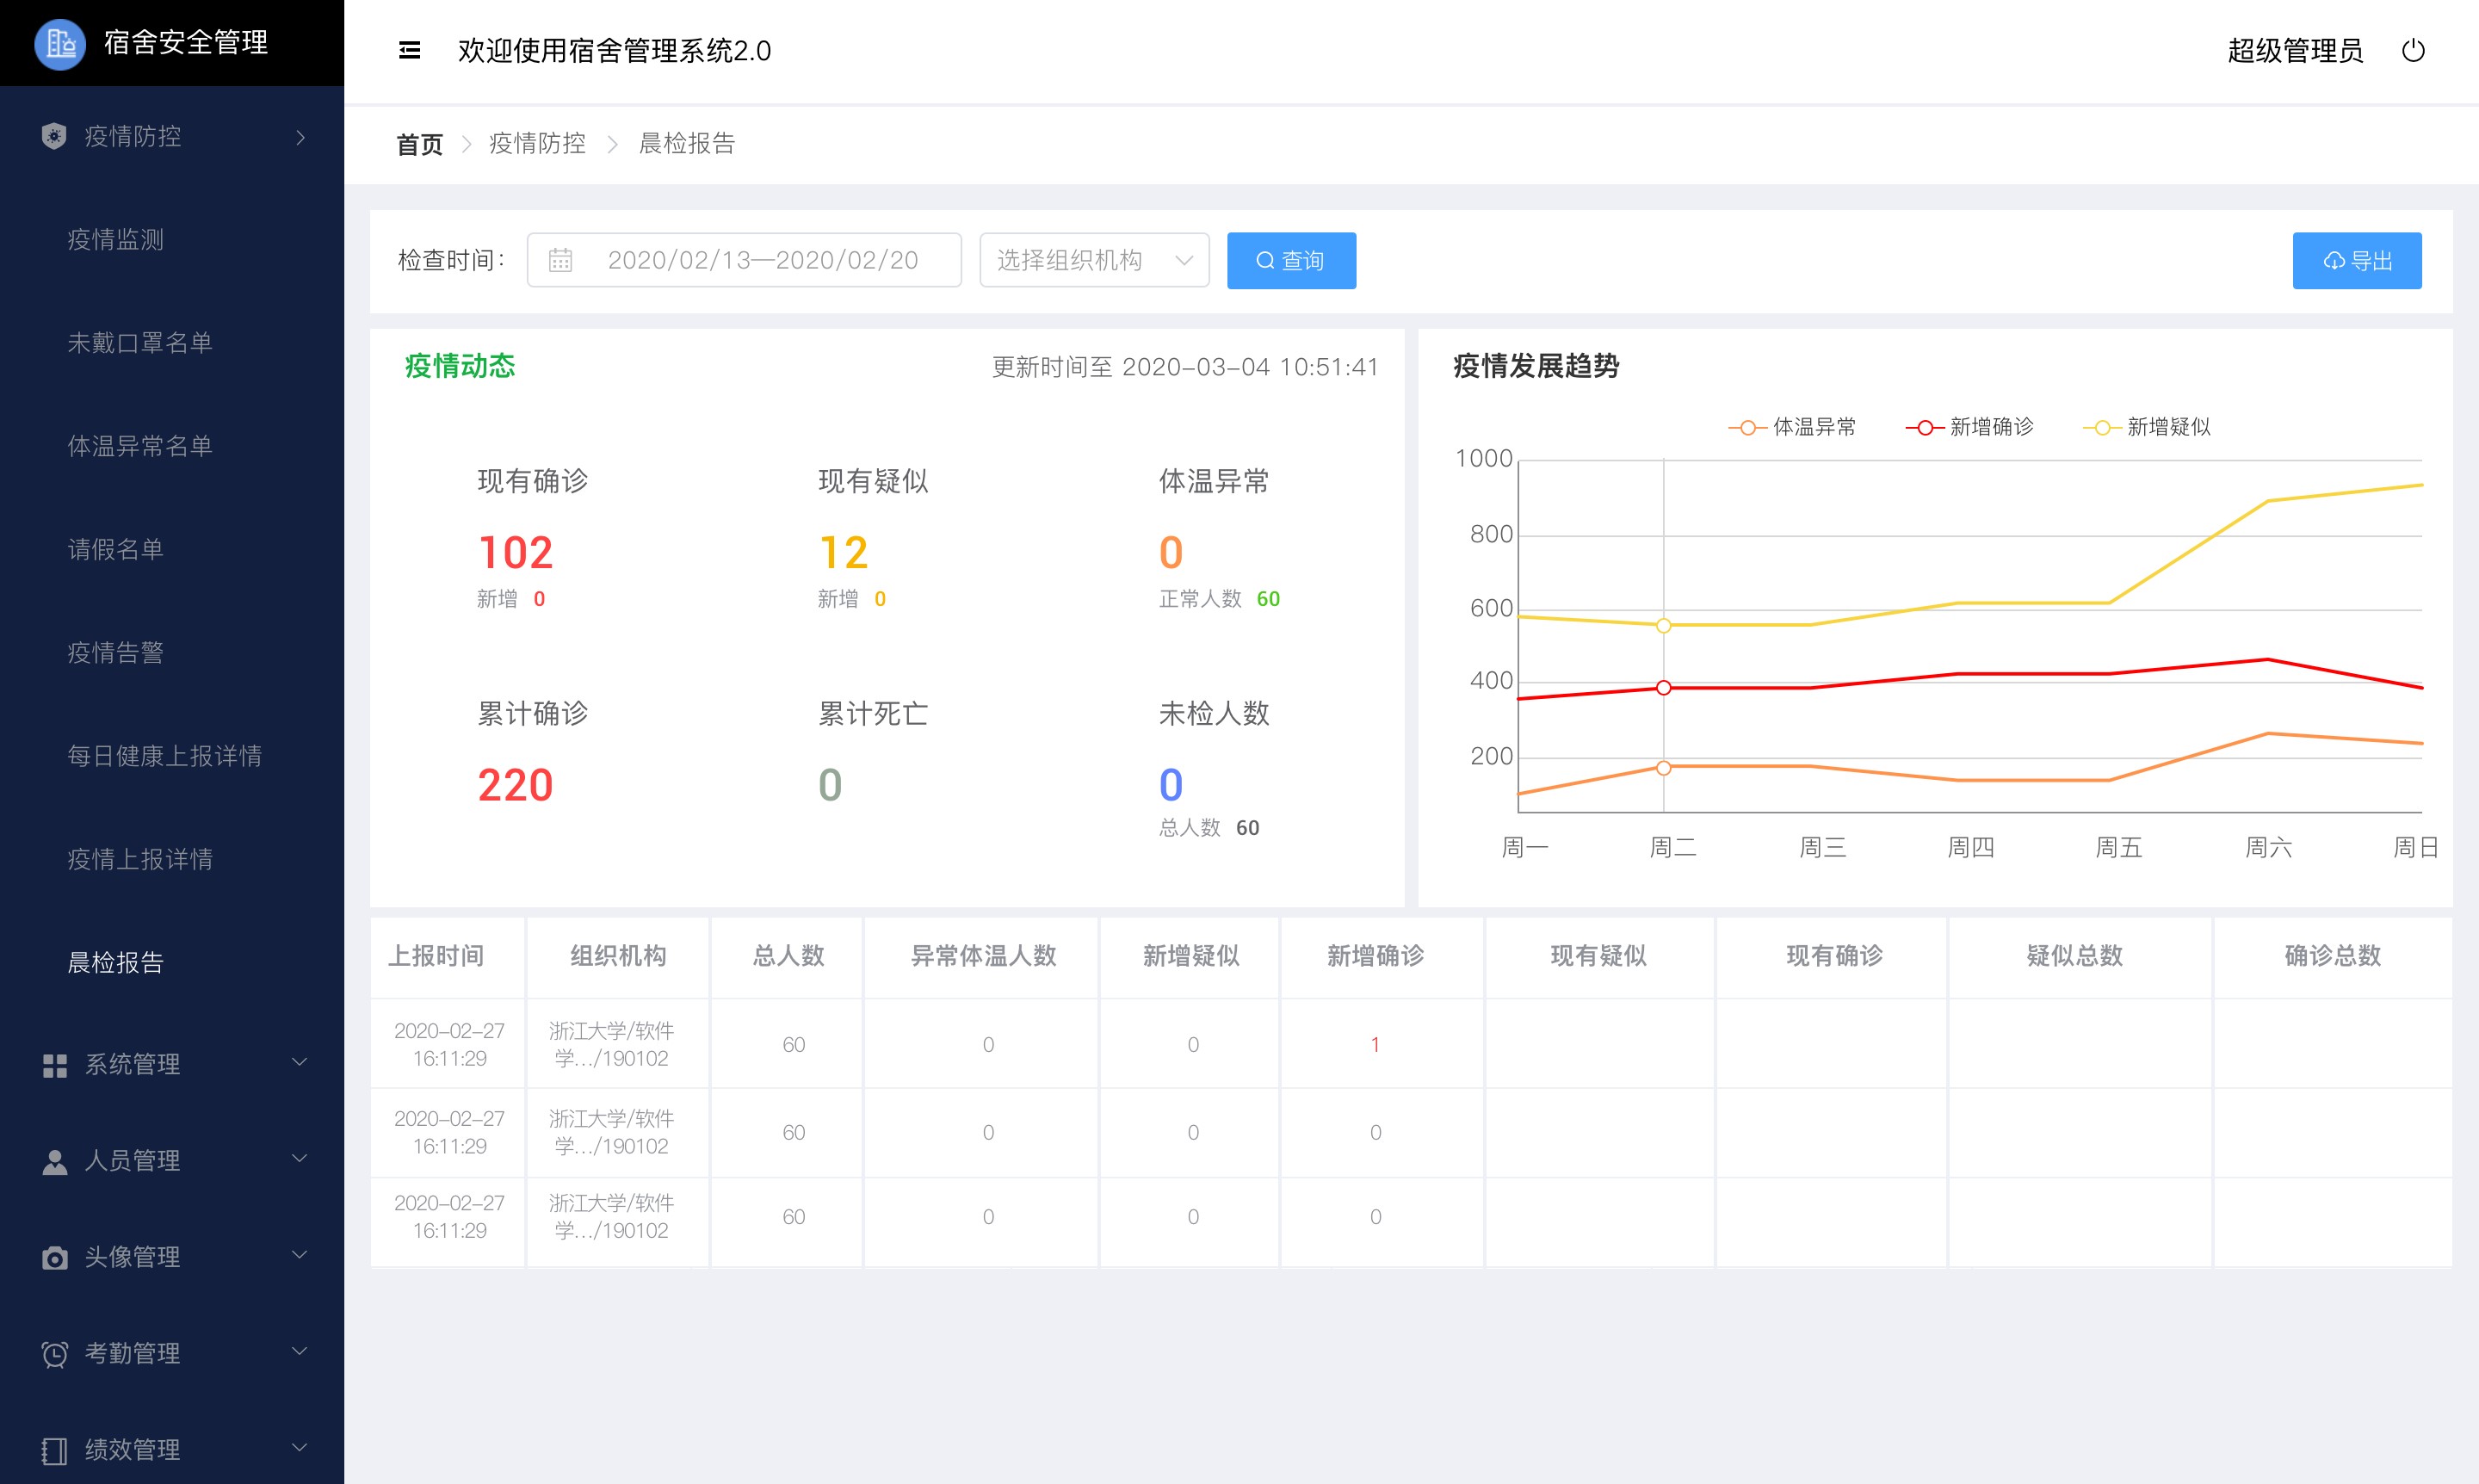 宿舍安全管理
欢迎使用宿舍管理系统2.0
超级管理员
疫情防控
疫情监测
未戴口罩名单
体温异常名单
请假名单
疫情告警
每日健康上报详情
疫情上报详情
晨检报告
系统管理
人员管理
头像管理
考勤管理
绩效管理
首页 疫情防控 晨检报告
检查时间： 2020/02/13—2020/02/20 选择组织机构 查询 导出
疫情动态 更新时间至 2020-03-04 10:51:41
现有确诊 现有疑似 体温异常
102 12 0
新增 0 新增 0 正常人数 60
累计确诊 累计死亡 未检人数
220 0 0
总人数 60
疫情发展趋势
体温异常 新增确诊 新增疑似
1000
800
600
400
200
周一 周二 周三 周四 周五 周六 周日
上报时间 组织机构 总人数 异常体温人数 新增疑似 新增确诊 现有疑似 现有确诊 疑似总数 确诊总数
2020-02-27 浙江大学/软件
16:11:29 学…/190102 60 0 0 1
2020-02-27 浙江大学/软件
16:11:29 学…/190102 60 0 0 0
2020-02-27 浙江大学/软件
16:11:29 学…/190102 60 0 0 0